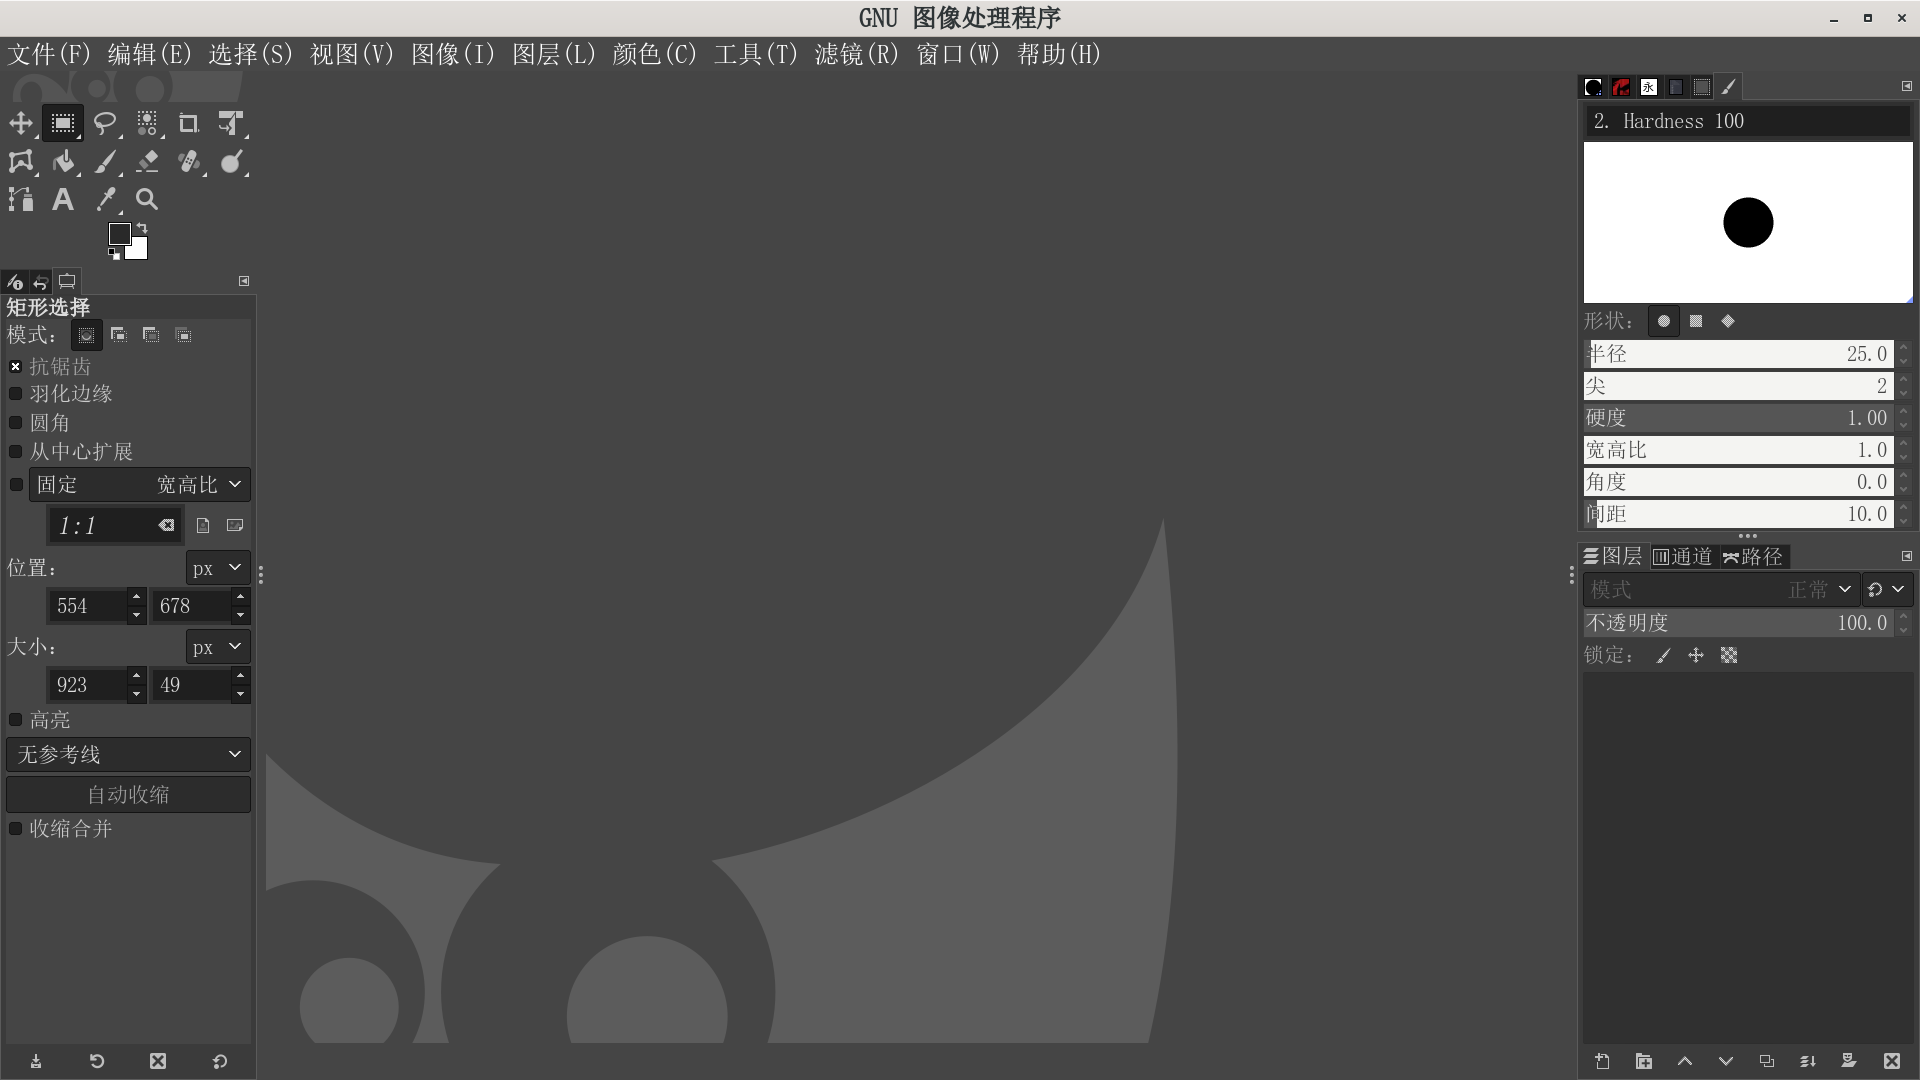 GNU 图像处理程序
文件(F) 编辑(E) 选择(S) 视图(V) 图像(I) 图层(L) 颜色(C) 工具(T) 滤镜(R) 窗口(W) 帮助(H)
A
矩形选择
模式：
抗锯齿
羽化边缘
圆角
从中心扩展
固定 宽高比
1:1
位置： px
554 678
大小： px
923 49
高亮
无参考线
自动收缩
收缩合并
永
2. Hardness 100
形状：
半径 25.0
尖 2
硬度 1.00
宽高比 1.0
角度 0.0
间距 10.0
图层 通道 路径
模式 正常
不透明度 100.0
锁定：